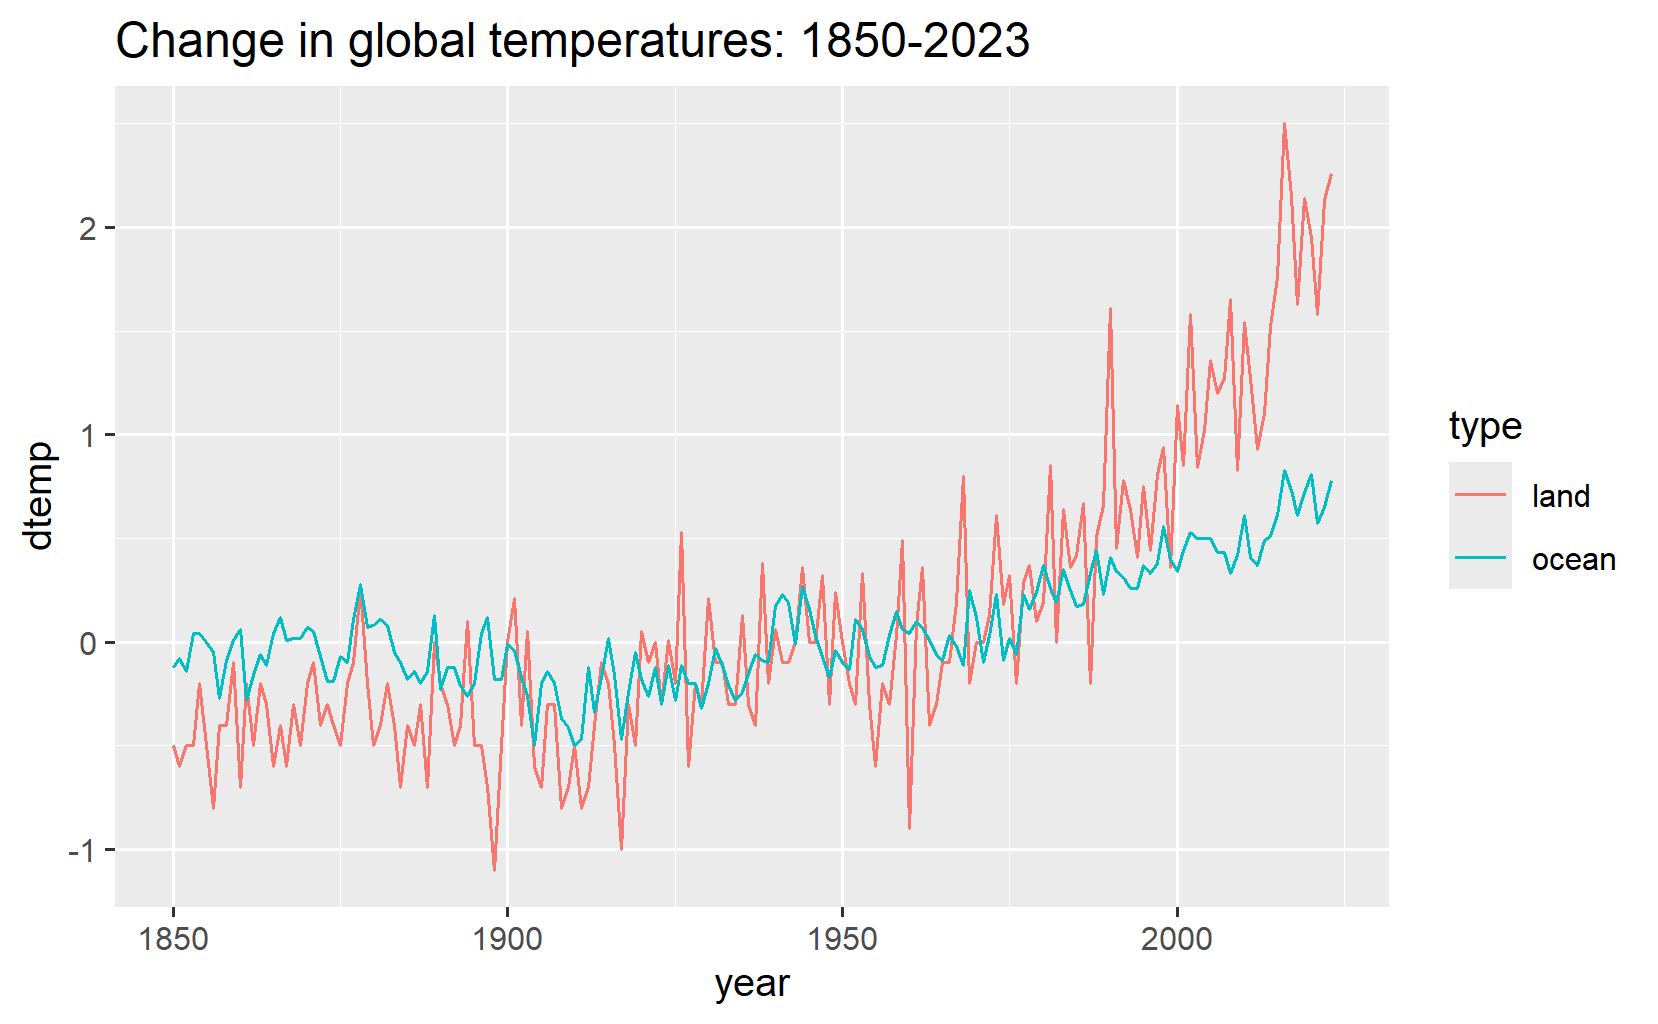 Change in global temperatures: 1850-2023
dtemp
2
1
0
-1
1850 1900 1950 2000
year
type
land
ocean